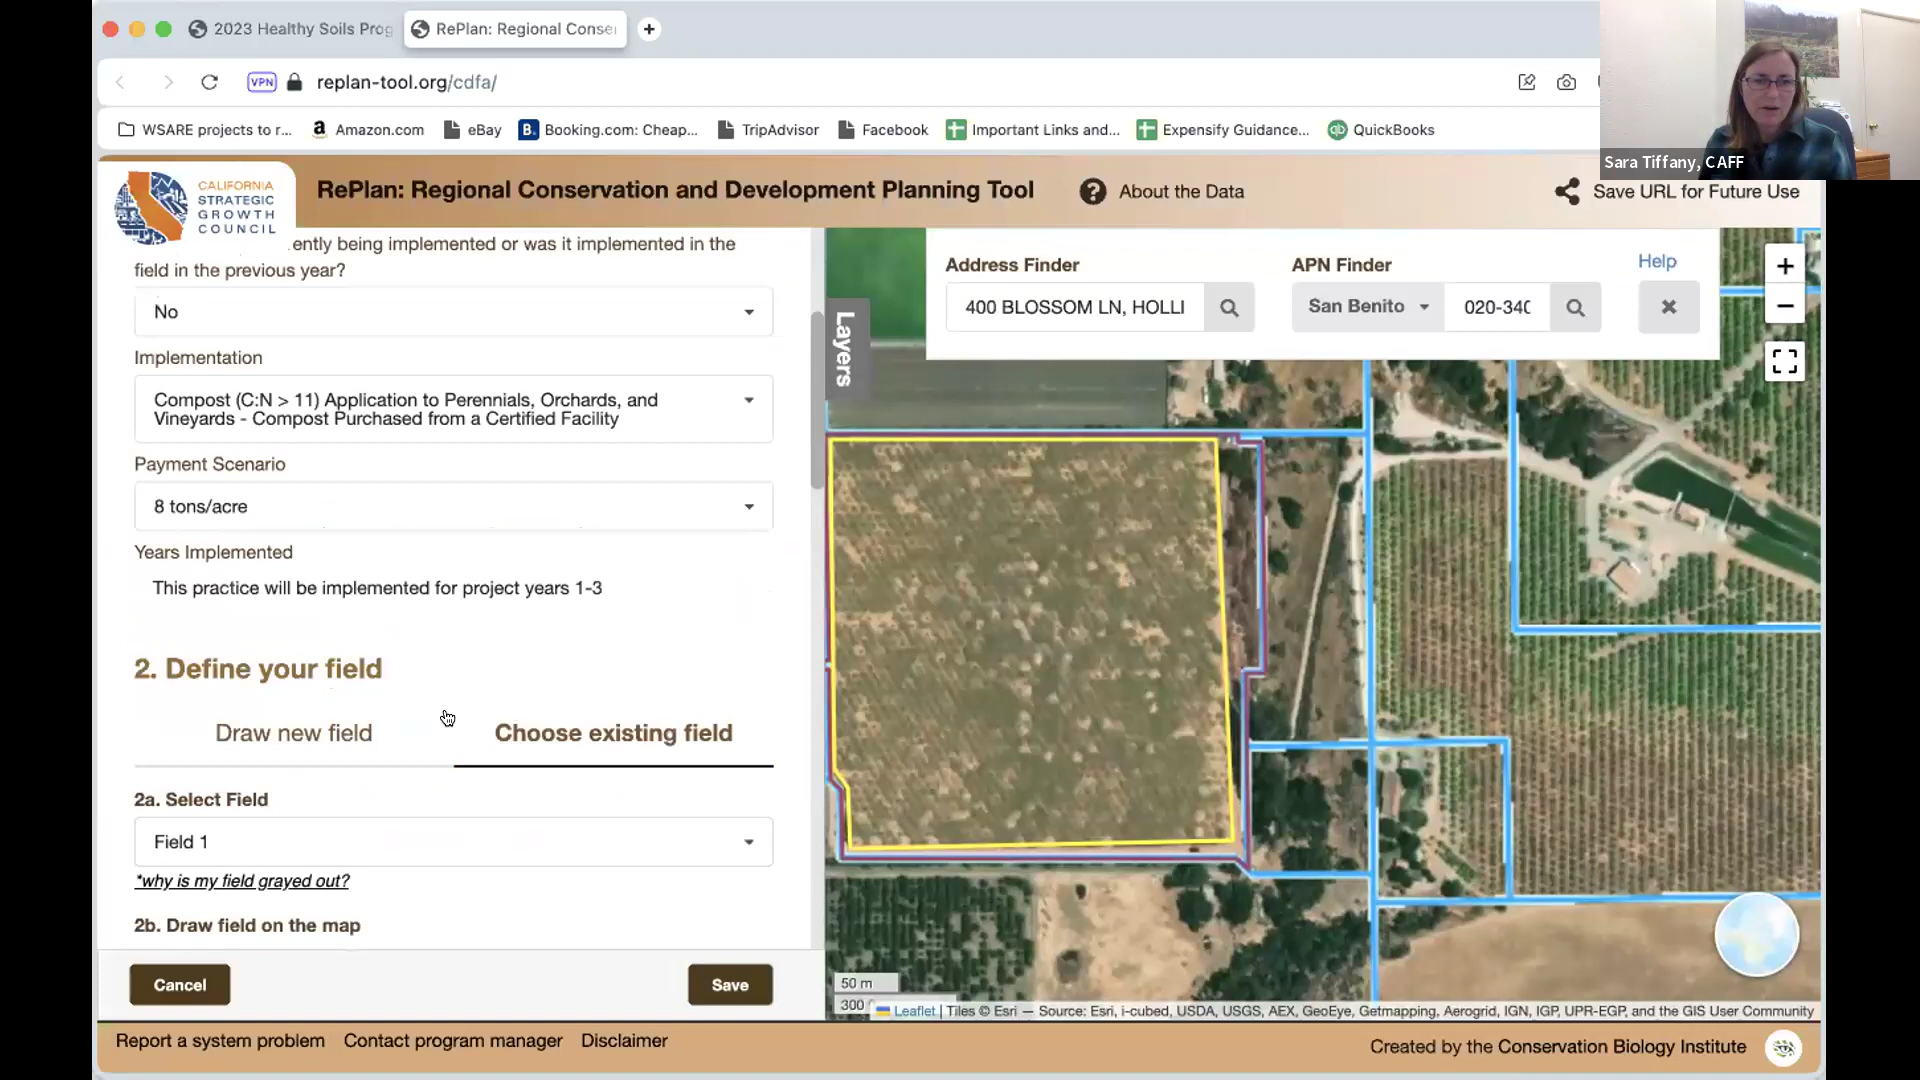 2023 Healthy Soils Prog
RePlan: Regional Conse
VPN
replan-tool.org/cdfa/
WSARE projects to r...
Amazon.com
eBay
Booking.com: Cheap...
TripAdvisor
Facebook
Important Links and...
Expensify Guidance...
QuickBooks
Sara Tiffany, CAFF
CALIFORNIA
STRATEGIC
GROWTH
COUNCIL
RePlan: Regional Conservation and Development Planning Tool
About the Data
Save URL for Future Use
ently being implemented or was it implemented in the
field in the previous year?
No
Implementation
Compost (C:N > 11) Application to Perennials, Orchards, and
Vineyards - Compost Purchased from a Certified Facility
Payment Scenario
8 tons/acre
Years Implemented
This practice will be implemented for project years 1-3
2. Define your field
Draw new field
Choose existing field
2a. Select Field
Field 1
*why is my field grayed out?
2b. Draw field on the map
Cancel
Save
Layers
Address Finder
400 BLOSSOM LN, HOLLI
APN Finder
San Benito
020-340
Help
+
−
50 m
300
Leaflet | Tiles © Esri — Source: Esri, i-cubed, USDA, USGS, AEX, GeoEye, Getmapping, Aerogrid, IGN, IGP, UPR-EGP, and the GIS User Community
Report a system problem
Contact program manager
Disclaimer
Created by the Conservation Biology Institute